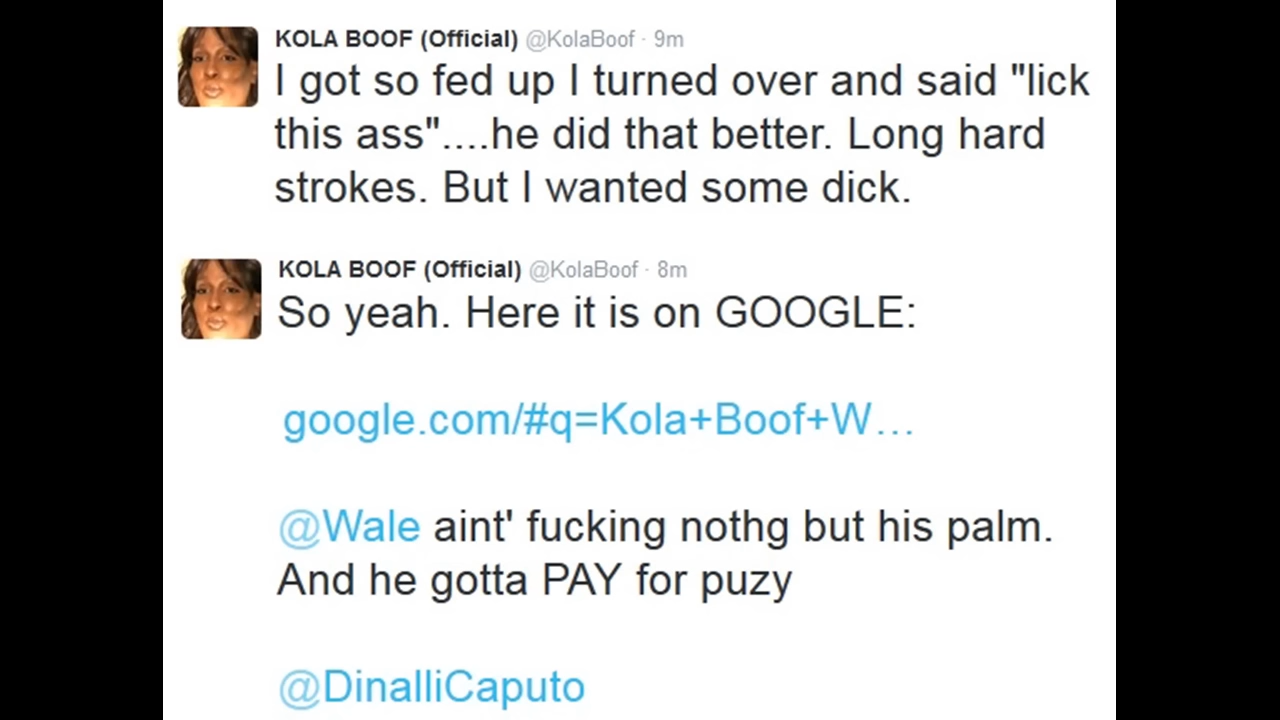 KOLA BOOF (Official) @KolaBoof · 9m
I got so fed up I turned over and said "lick
this ass"....he did that better. Long hard
strokes. But I wanted some dick.
KOLA BOOF (Official) @KolaBoof · 8m
So yeah. Here it is on GOOGLE:
google.com/#q=Kola+Boof+W...
@Wale aint' fucking nothg but his palm.
And he gotta PAY for puzy
@DinalliCaputo